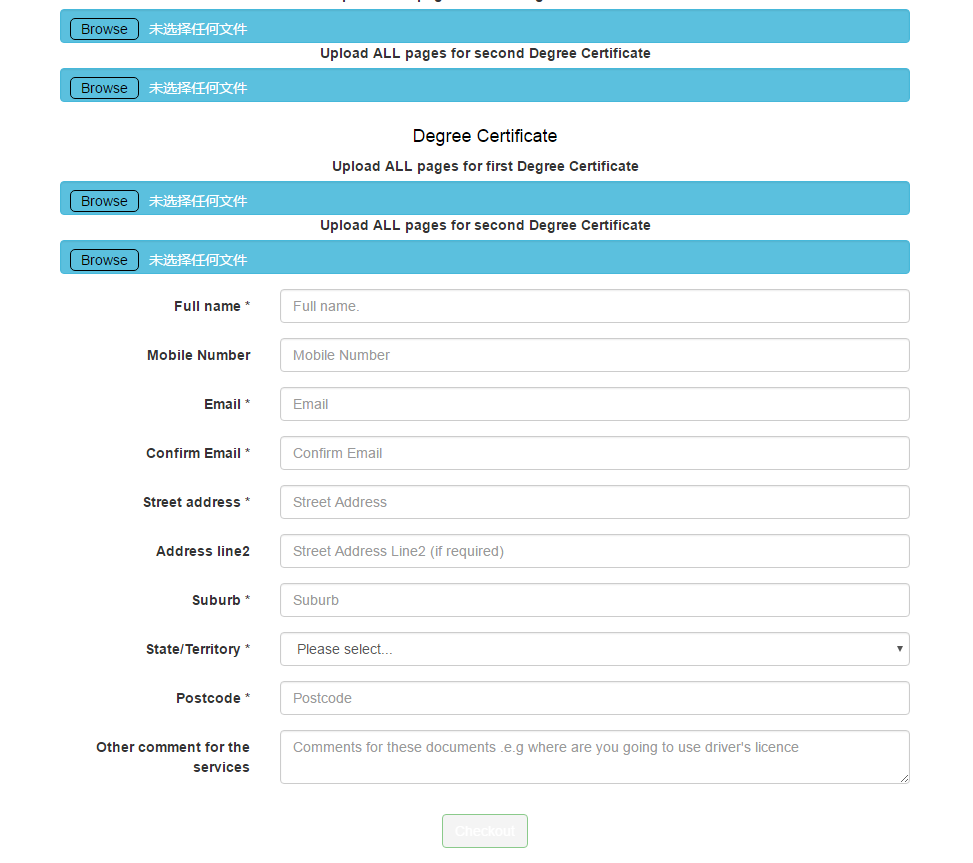 Browse 未选择任何文件
Upload ALL pages for second Degree Certificate
Browse 未选择任何文件
Degree Certificate
Upload ALL pages for first Degree Certificate
Browse 未选择任何文件
Upload ALL pages for second Degree Certificate
Browse 未选择任何文件
Full name * Full name.
Mobile Number Mobile Number
Email * Email
Confirm Email * Confirm Email
Street address * Street Address
Address line2 Street Address Line2 (if required)
Suburb * Suburb
State/Territory * Please select...
Postcode * Postcode
Other comment for the services Comments for these documents .e.g where are you going to use driver's licence
Checkout